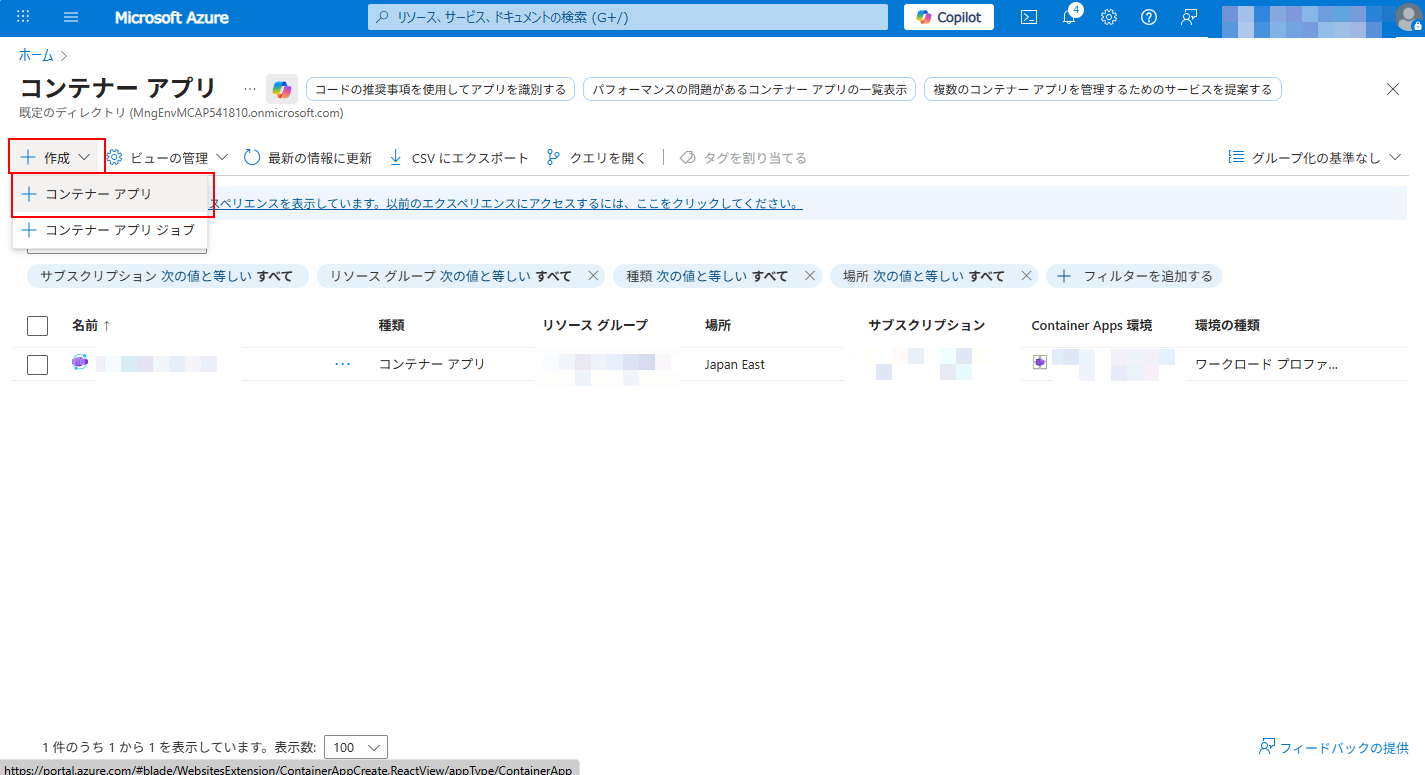 Microsoft Azure
リソース、サービス、ドキュメントの検索 (G+/)
Copilot
4
ホーム
コンテナー アプリ
コードの推奨事項を使用してアプリを識別する
パフォーマンスの問題があるコンテナー アプリの一覧表示
複数のコンテナー アプリを管理するためのサービスを提案する
既定のディレクトリ (MngEnvMCAP541810.onmicrosoft.com)
作成 ビューの管理 最新の情報に更新 CSV にエクスポート クエリを開く タグを割り当てる グループ化の基準なし
コンテナー アプリ
スペリエンスを表示しています。以前のエクスペリエンスにアクセスするには、ここをクリックしてください。
コンテナー アプリ ジョブ
サブスクリプション 次の値と等しい すべて リソース グループ 次の値と等しい すべて 種類 次の値と等しい すべて 場所 次の値と等しい すべて フィルターを追加する
名前 ↑ 種類 リソース グループ 場所 サブスクリプション Container Apps 環境 環境の種類
··· コンテナー アプリ Japan East ワークロード プロファ...
1 件のうち 1 から 1 を表示しています。表示数: 100
フィードバックの提供
https://portal.azure.com/#blade/WebsitesExtension/ContainerAppCreate.ReactView/appType/ContainerApp